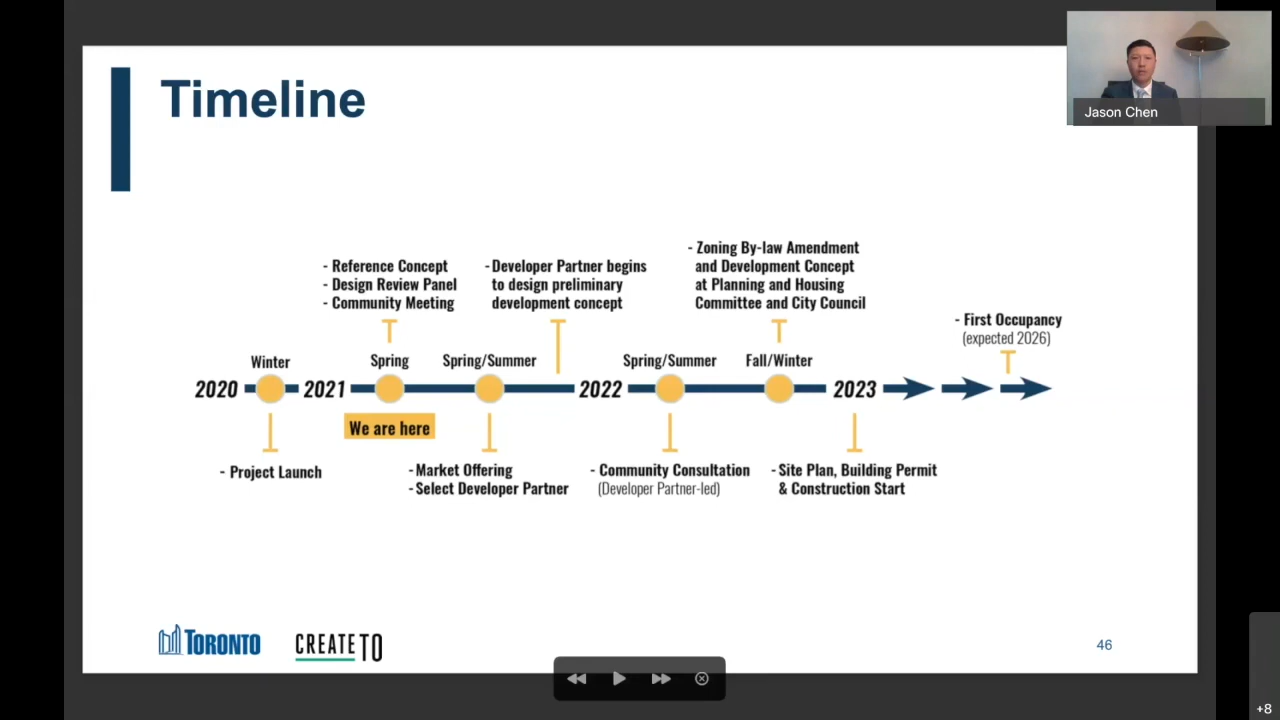 Timeline
Jason Chen
- Zoning By-law Amendment
and Development Concept
at Planning and Housing
Committee and City Council
- Reference Concept
- Design Review Panel
- Community Meeting
- Developer Partner begins
to design preliminary
development concept
- First Occupancy
(expected 2026)
Winter
Spring
Spring/Summer
Spring/Summer
Fall/Winter
2020
2021
2022
2023
We are here
- Project Launch
- Market Offering
- Select Developer Partner
- Community Consultation
(Developer Partner-led)
- Site Plan, Building Permit
& Construction Start
TORONTO
CREATETO
46
+8